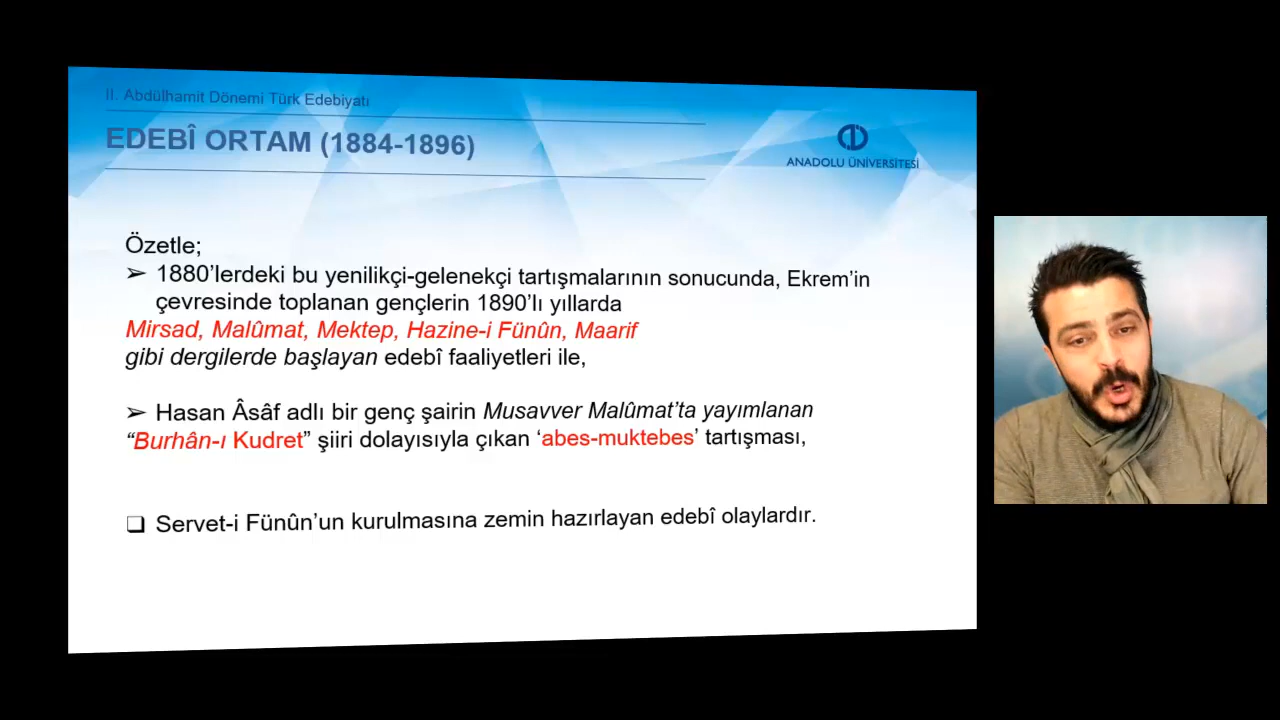 II. Abdülhamit Dönemi Türk Edebiyatı
EDEBÎ ORTAM (1884-1896)
ANADOLU ÜNİVERSİTESİ
Özetle;
➢ 1880’lerdeki bu yenilikçi-gelenekçi tartışmalarının sonucunda, Ekrem’in
çevresinde toplanan gençlerin 1890’lı yıllarda
Mirsad, Malûmat, Mektep, Hazine-i Fünûn, Maarif
gibi dergilerde başlayan edebî faaliyetleri ile,
➢ Hasan Âsâf adlı bir genç şairin Musavver Malûmat’ta yayımlanan
“Burhân-ı Kudret” şiiri dolayısıyla çıkan ‘abes-muktebes’ tartışması,
❑ Servet-i Fünûn’un kurulmasına zemin hazırlayan edebî olaylardır.